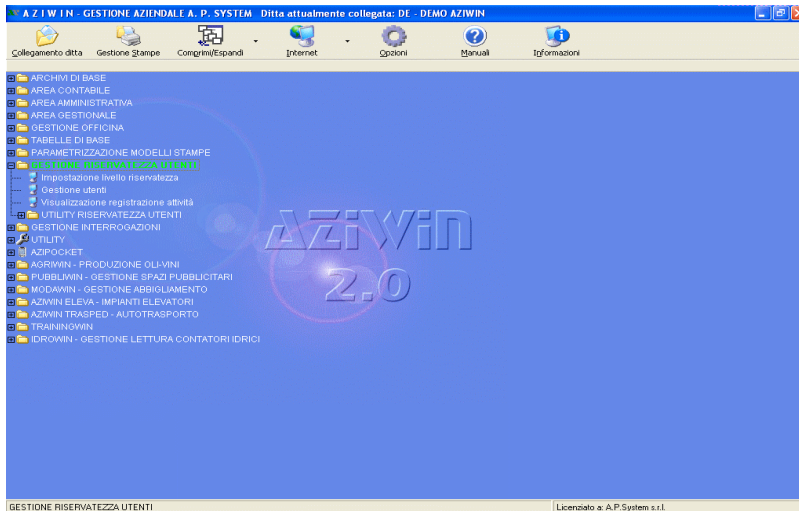 A Z I W I N - GESTIONE AZIENDALE A. P. SYSTEM Ditta attualmente collegata: DE - DEMO AZIWIN
Collegamento ditta Gestione Stampe Comprimi/Espandi Internet Opzioni Manuali Informazioni
ARCHIVI DI BASE
AREA CONTABILE
AREA AMMINISTRATIVA
AREA GESTIONALE
GESTIONE OFFICINA
TABELLE DI BASE
PARAMETRIZZAZIONE MODELLI STAMPE
GESTIONE RISERVATEZZA UTENTI
Impostazione livello riservatezza
Gestione utenti
Visualizzazione registrazione attività
UTILITY RISERVATEZZA UTENTI
GESTIONE INTERROGAZIONI
UTILITY
AZIPOCKET
AGRIWIN - PRODUZIONE OLI-VINI
PUBBLIWIN - GESTIONE SPAZI PUBBLICITARI
MODAWIN - GESTIONE ABBIGLIAMENTO
AZIWIN ELEVA - IMPIANTI ELEVATORI
AZIWIN TRASPED - AUTOTRASPORTO
TRAININGWIN
IDROWIN - GESTIONE LETTURA CONTATORI IDRICI
AZiWiN
2.0
GESTIONE RISERVATEZZA UTENTI Licenziato a: A.P.System s.r.l.